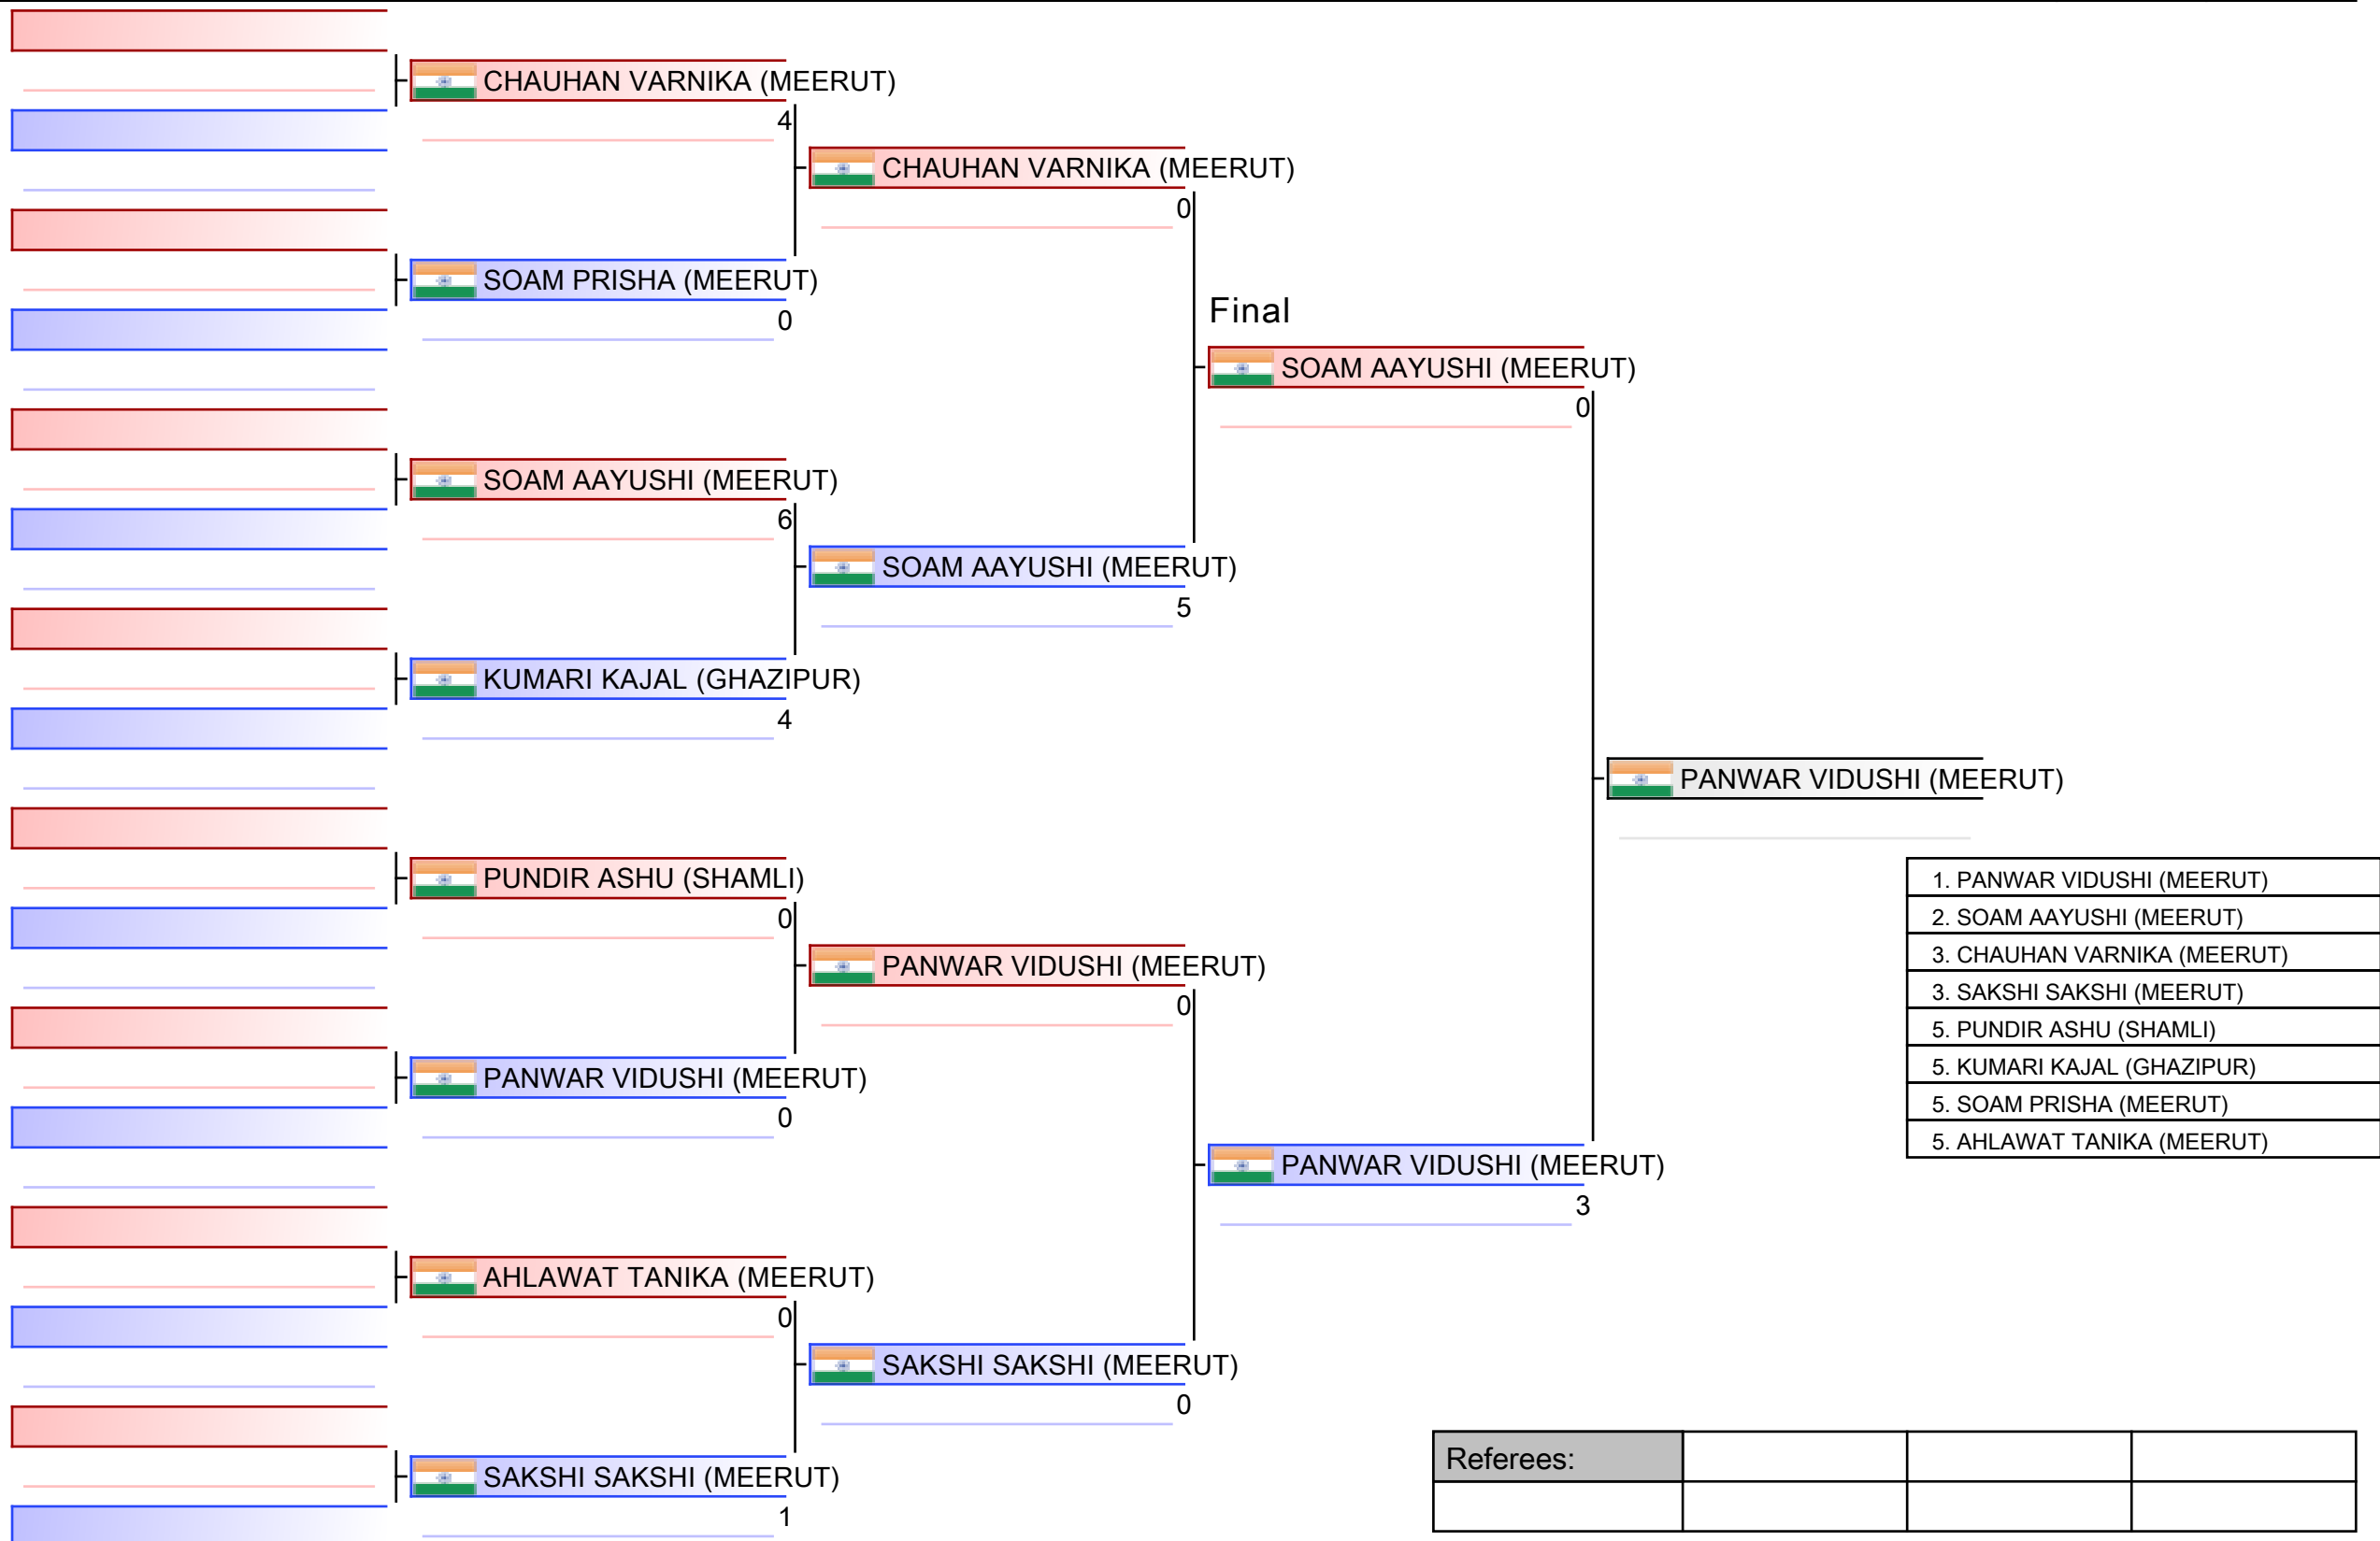 CHAUHAN VARNIKA (MEERUT)
4
CHAUHAN VARNIKA (MEERUT)
0
SOAM PRISHA (MEERUT)
0
Final
SOAM AAYUSHI (MEERUT)
0
SOAM AAYUSHI (MEERUT)
6
SOAM AAYUSHI (MEERUT)
5
KUMARI KAJAL (GHAZIPUR)
4
PANWAR VIDUSHI (MEERUT)
PUNDIR ASHU (SHAMLI)
0
PANWAR VIDUSHI (MEERUT)
0
PANWAR VIDUSHI (MEERUT)
0
PANWAR VIDUSHI (MEERUT)
3
AHLAWAT TANIKA (MEERUT)
0
SAKSHI SAKSHI (MEERUT)
0
SAKSHI SAKSHI (MEERUT)
1
1. PANWAR VIDUSHI (MEERUT)
2. SOAM AAYUSHI (MEERUT)
3. CHAUHAN VARNIKA (MEERUT)
3. SAKSHI SAKSHI (MEERUT)
5. PUNDIR ASHU (SHAMLI)
5. KUMARI KAJAL (GHAZIPUR)
5. SOAM PRISHA (MEERUT)
5. AHLAWAT TANIKA (MEERUT)
Referees: